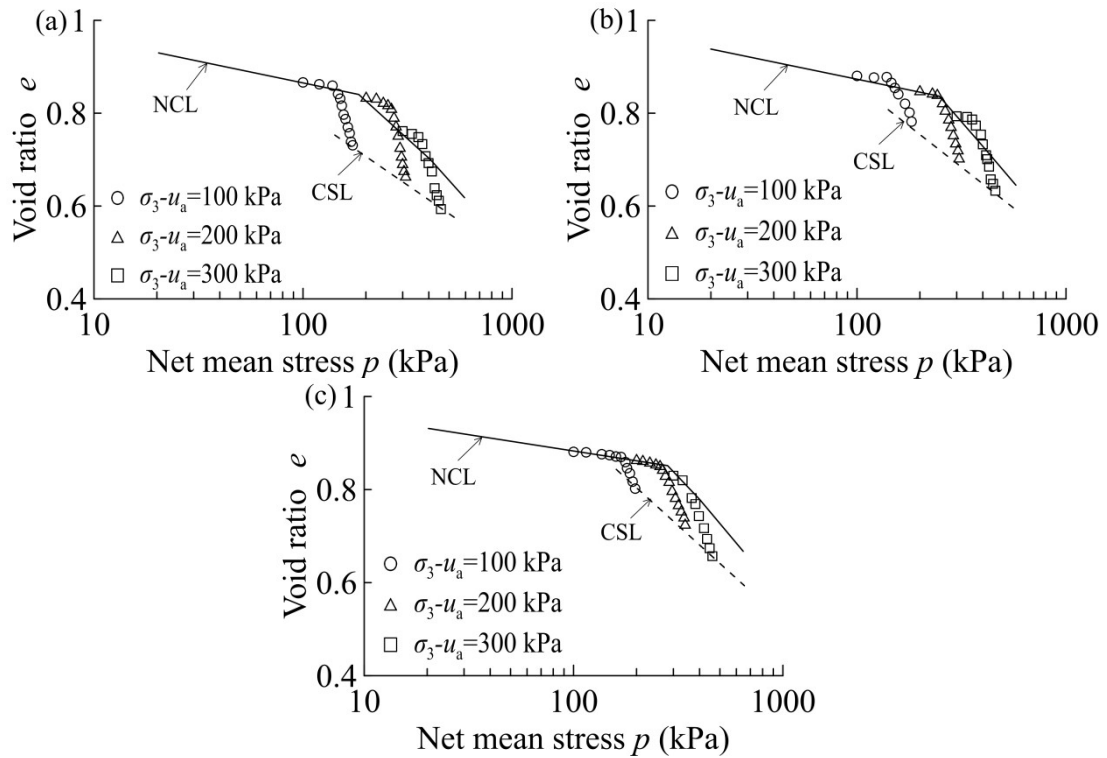 (a)
1
0.8
0.6
0.4
Void ratio e
NCL
CSL
σ₃-uₐ=100 kPa
σ₃-uₐ=200 kPa
σ₃-uₐ=300 kPa
10 100 1000
Net mean stress p (kPa)
(b)
1
0.8
0.6
0.4
Void ratio e
NCL
CSL
σ₃-uₐ=100 kPa
σ₃-uₐ=200 kPa
σ₃-uₐ=300 kPa
10 100 1000
Net mean stress p (kPa)
(c)
1
0.8
0.6
0.4
Void ratio e
NCL
CSL
σ₃-uₐ=100 kPa
σ₃-uₐ=200 kPa
σ₃-uₐ=300 kPa
10 100 1000
Net mean stress p (kPa)